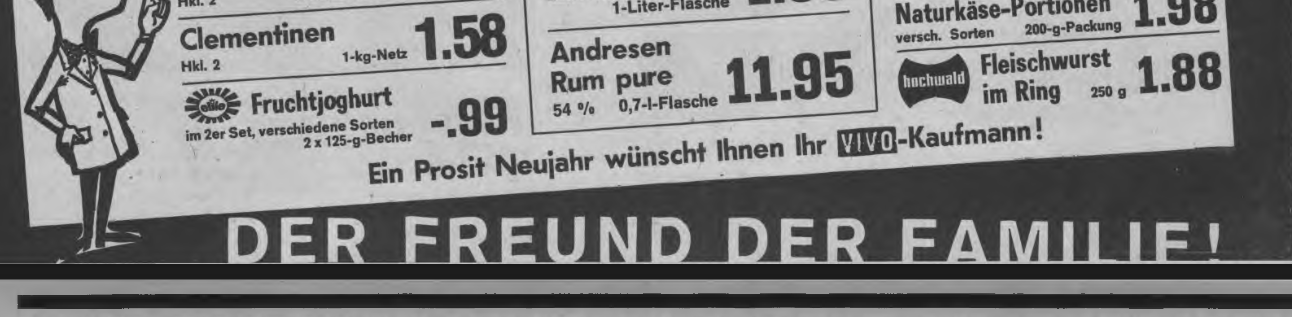 Hkl. 2
Clementinen
Hkl. 2 1-kg-Netz 1.58
Fruchtjoghurt
im 2er Set, verschiedene Sorten
2 x 125-g-Becher -.99
1-Liter-Flasche
Andresen
Rum pure
54 % 0,7-l-Flasche 11.95
Naturkäse-Portionen
versch. Sorten 200-g-Packung 1.98
hochwald Fleischwurst
im Ring 250 g 1.88
Ein Prosit Neujahr wünscht Ihnen Ihr VIVO-Kaufmann!
DER FREUND DER FAMILIE!